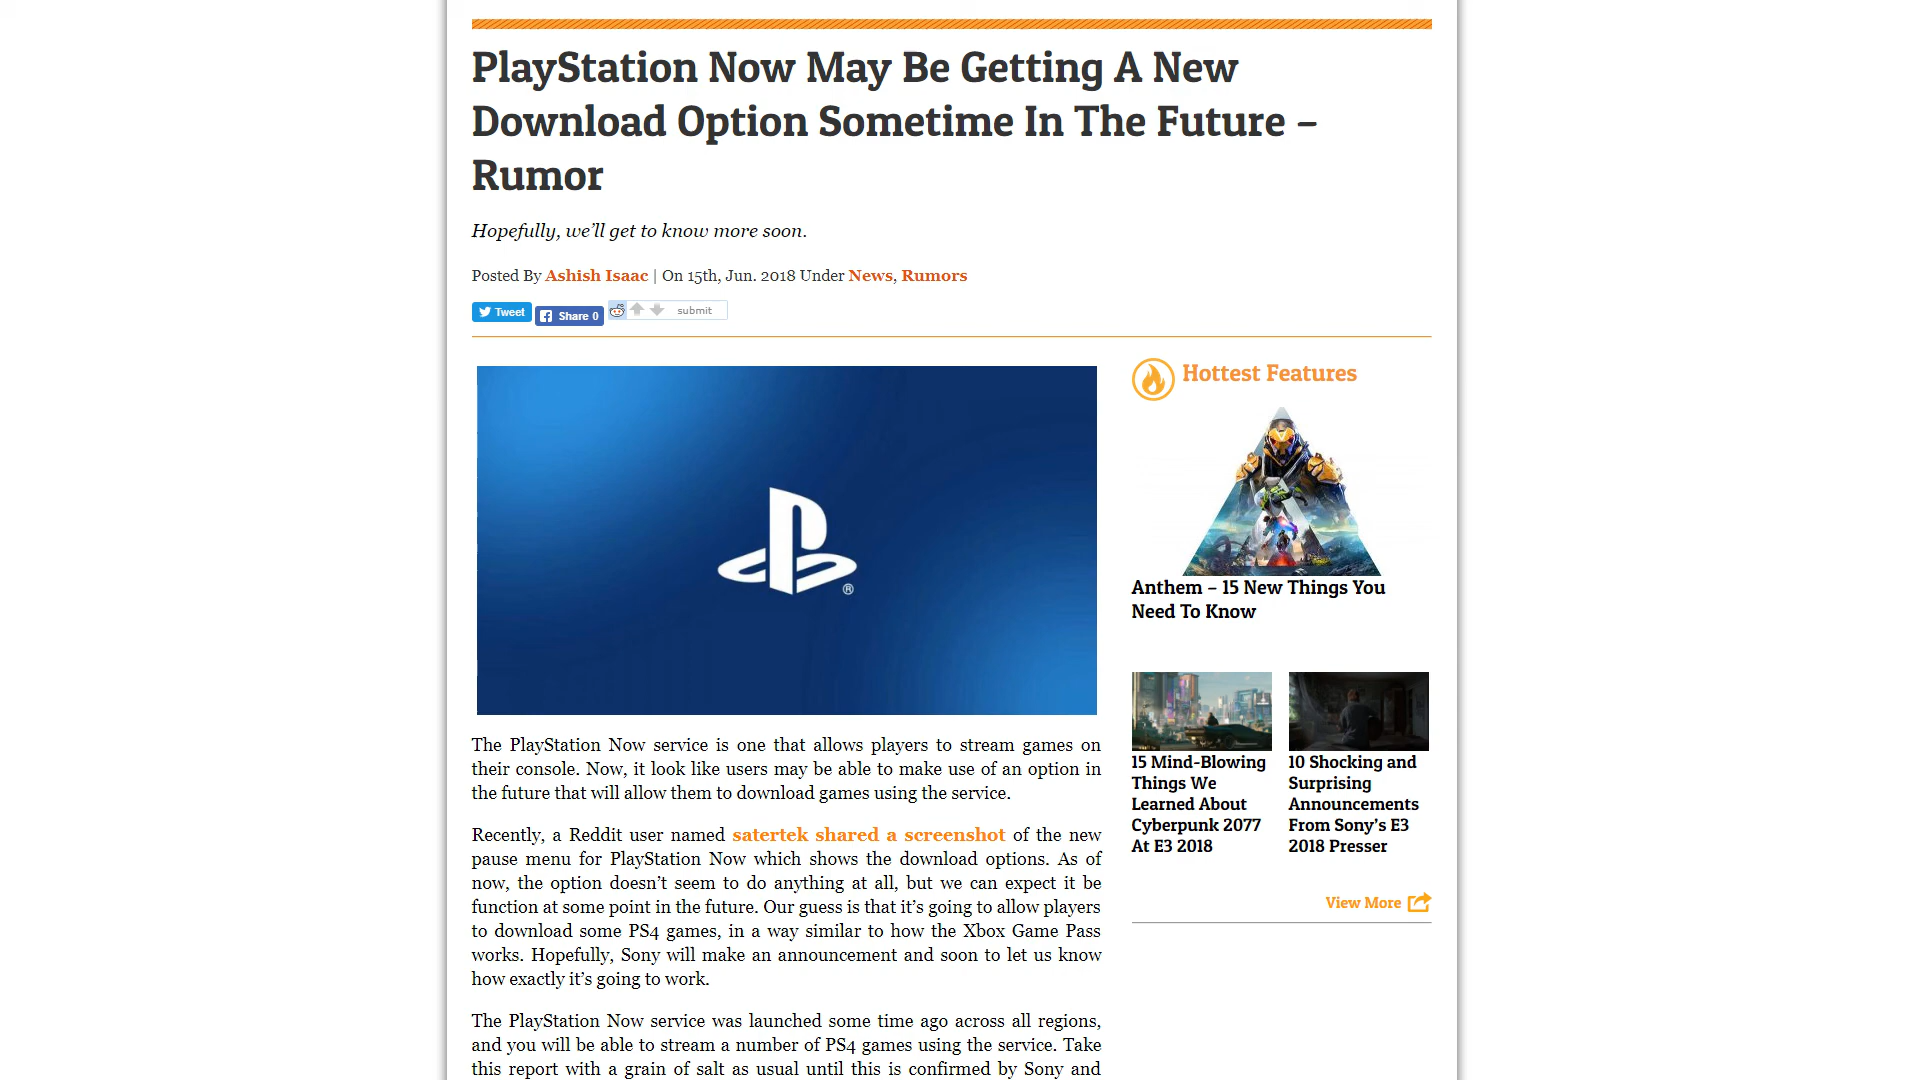 PlayStation Now May Be Getting A New
Download Option Sometime In The Future –
Rumor
Hopefully, we’ll get to know more soon.
Posted By Ashish Isaac | On 15th, Jun. 2018 Under News, Rumors
Tweet
Share 0
submit
®
The PlayStation Now service is one that allows players to stream games on
their console. Now, it look like users may be able to make use of an option in
the future that will allow them to download games using the service.
Recently, a Reddit user named satertek shared a screenshot of the new
pause menu for PlayStation Now which shows the download options. As of
now, the option doesn’t seem to do anything at all, but we can expect it be
function at some point in the future. Our guess is that it’s going to allow players
to download some PS4 games, in a way similar to how the Xbox Game Pass
works. Hopefully, Sony will make an announcement and soon to let us know
how exactly it’s going to work.
The PlayStation Now service was launched some time ago across all regions,
and you will be able to stream a number of PS4 games using the service. Take
this report with a grain of salt as usual until this is confirmed by Sony and
Hottest Features
Anthem – 15 New Things You
Need To Know
15 Mind-Blowing
Things We
Learned About
Cyberpunk 2077
At E3 2018
10 Shocking and
Surprising
Announcements
From Sony’s E3
2018 Presser
View More